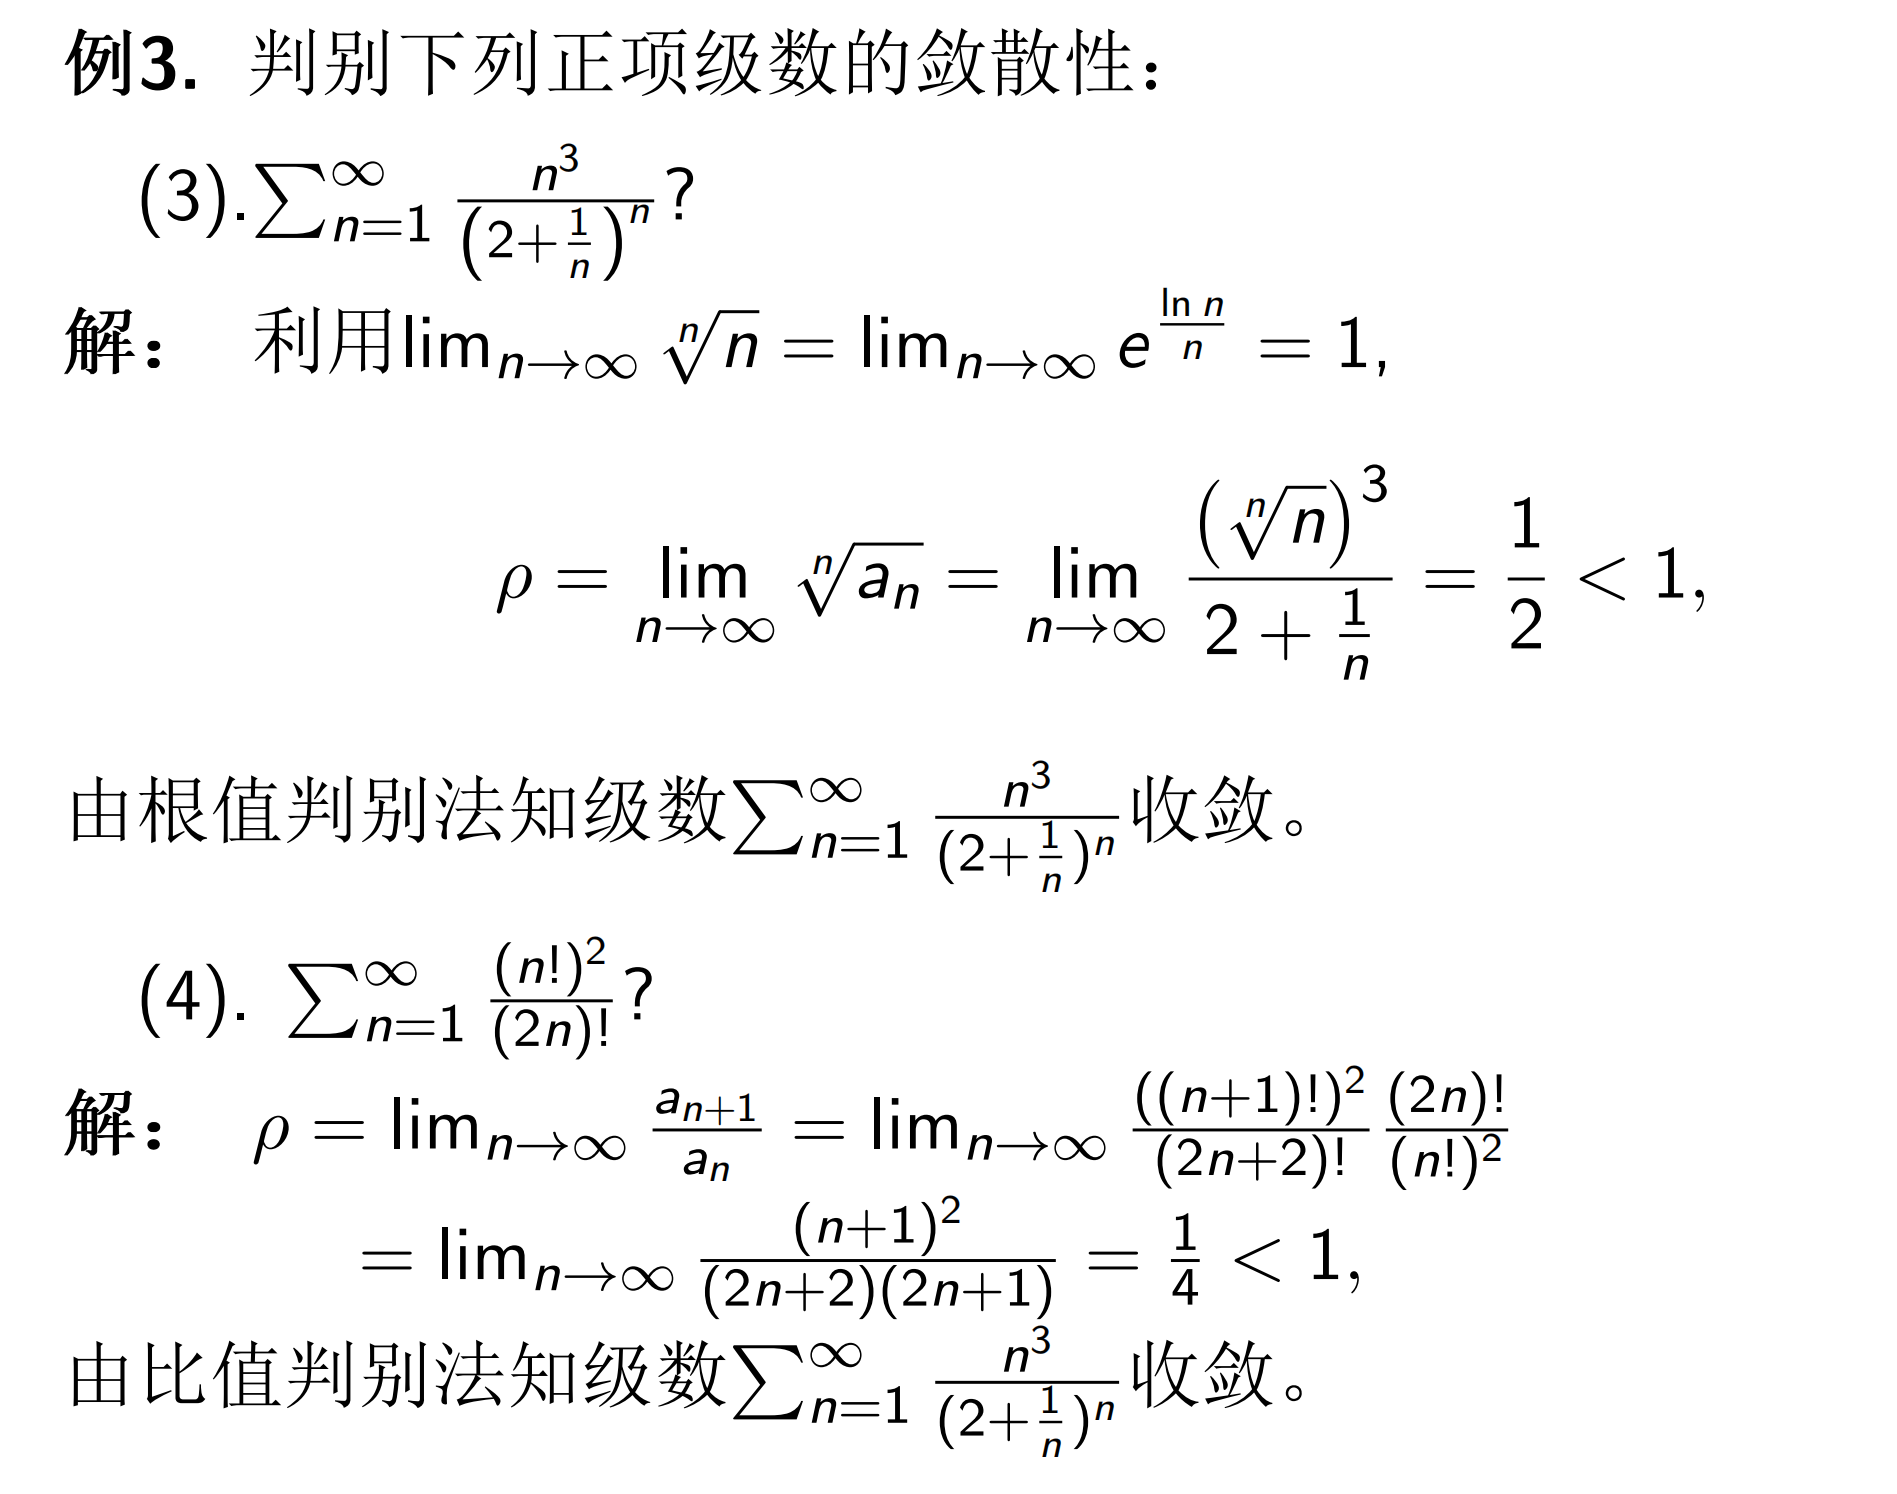 例3. 判别下列正项级数的敛散性：
(3). $\sum_{n=1}^{\infty} \frac{n^3}{\left(2+\frac{1}{n}\right)^n}$?
解： 利用$\lim_{n\to\infty} \sqrt[n]{n} = \lim_{n\to\infty} e^{\frac{\ln n}{n}} = 1,$
$\rho = \lim_{n\to\infty} \sqrt[n]{a_n} = \lim_{n\to\infty} \frac{\left(\sqrt[n]{n}\right)^3}{2+\frac{1}{n}} = \frac{1}{2} < 1,$
由根值判别法知级数$\sum_{n=1}^{\infty} \frac{n^3}{(2+\frac{1}{n})^n}$收敛。
(4). $\sum_{n=1}^{\infty} \frac{(n!)^2}{(2n)!}$?
解： $\rho = \lim_{n\to\infty} \frac{a_{n+1}}{a_n} = \lim_{n\to\infty} \frac{((n+1)!)^2}{(2n+2)!} \frac{(2n)!}{(n!)^2}$
$= \lim_{n\to\infty} \frac{(n+1)^2}{(2n+2)(2n+1)} = \frac{1}{4} < 1,$
由比值判别法知级数$\sum_{n=1}^{\infty} \frac{n^3}{(2+\frac{1}{n})^n}$收敛。